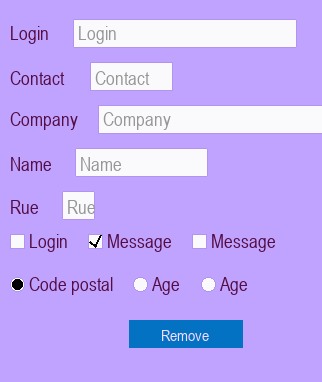 Login Login
Contact Contact
Company Company
Name Name
Rue Rue
Login Message Message
Code postal Age Age
Remove